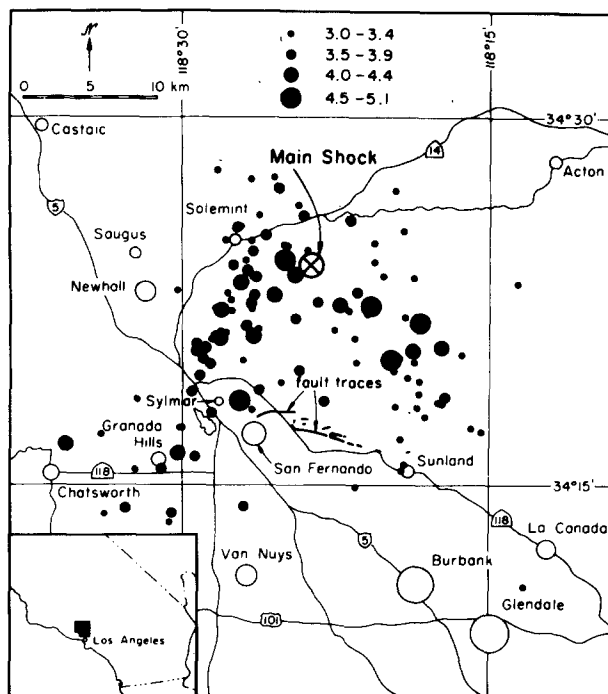 N
118°30'
118°15'
3.0 – 3.4
3.5 – 3.9
4.0 – 4.4
4.5 – 5.1
0 5 10 km
34°30'
Castaic
Main Shock
14
Acton
5
Solemint
Saugus
Newhall
fault traces
Sylmar
Granada
Hills
San Fernando
Sunland
118
Chatsworth
34°15'
118
La Canada
5
Van Nuys
Burbank
Glendale
101
Los Angeles